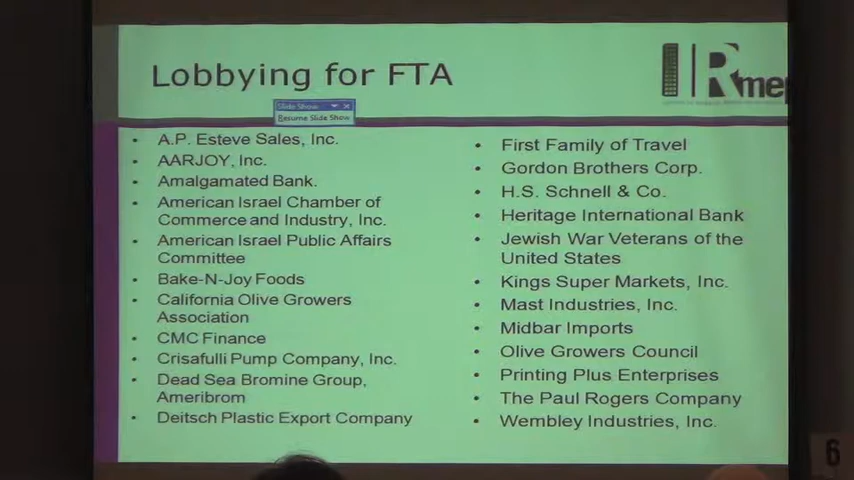 Lobbying for FTA
IRmep
Slide Show
Resume Slide Show
A.P. Esteve Sales, Inc.
AARJOY, Inc.
Amalgamated Bank.
American Israel Chamber of
Commerce and Industry, Inc.
American Israel Public Affairs
Committee
Bake-N-Joy Foods
California Olive Growers
Association
CMC Finance
Crisafulli Pump Company, Inc.
Dead Sea Bromine Group,
Ameribrom
Deitsch Plastic Export Company
First Family of Travel
Gordon Brothers Corp.
H.S. Schnell & Co.
Heritage International Bank
Jewish War Veterans of the
United States
Kings Super Markets, Inc.
Mast Industries, Inc.
Midbar Imports
Olive Growers Council
Printing Plus Enterprises
The Paul Rogers Company
Wembley Industries, Inc.
6